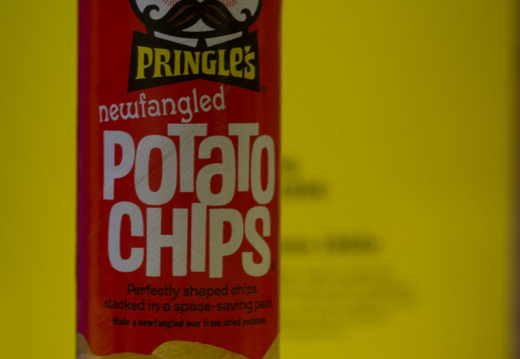 PRINGLE's
newfangled
POTATO
CHIPS
Perfectly shaped chips
stacked in a space-saving pack
Made a newfangled way from dried potatoes